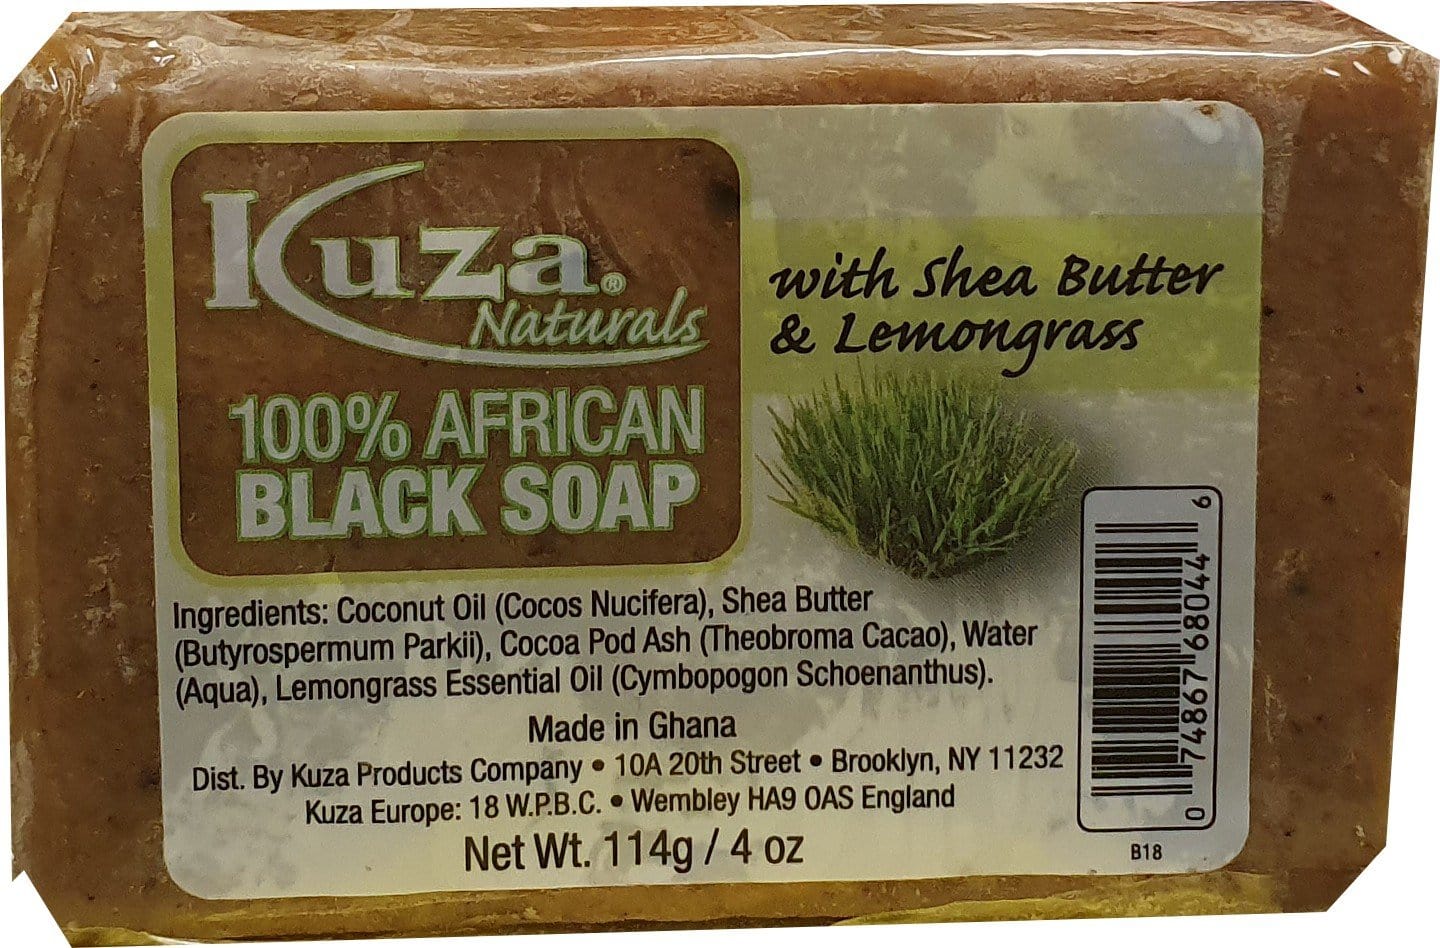 Kuza®
Naturals
100% AFRICAN
BLACK SOAP
with Shea Butter
& Lemongrass
Ingredients: Coconut Oil (Cocos Nucifera), Shea Butter
(Butyrospermum Parkii), Cocoa Pod Ash (Theobroma Cacao), Water
(Aqua), Lemongrass Essential Oil (Cymbopogon Schoenanthus).
Made in Ghana
Dist. By Kuza Products Company • 10A 20th Street • Brooklyn, NY 11232
Kuza Europe: 18 W.P.B.C. • Wembley HA9 0AS England
Net Wt. 114g / 4 oz
0 74867 68044 6
B18